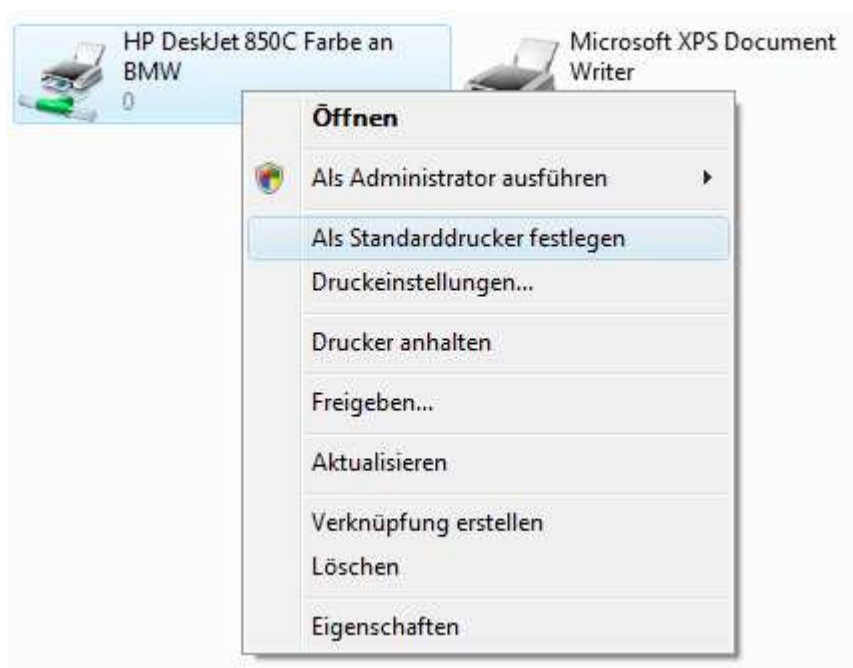 HP DeskJet 850C Farbe an
BMW
0
Microsoft XPS Document
Writer
Öffnen
Als Administrator ausführen
Als Standarddrucker festlegen
Druckeinstellungen...
Drucker anhalten
Freigeben...
Aktualisieren
Verknüpfung erstellen
Löschen
Eigenschaften